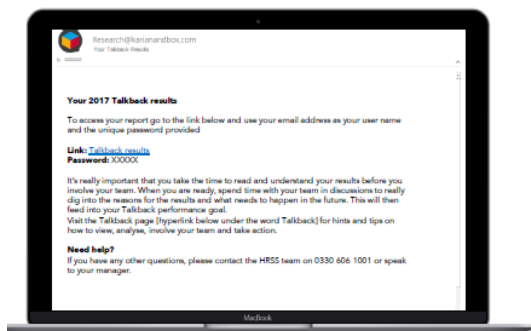 Research@karianandbox.com
Your Talkback Results
Your 2017 Talkback results
To access your report go to the link below and use your email address as your user name
and the unique password provided
Link: Talkback results
Password: XXXXX
It's really important that you take the time to read and understand your results before you
involve your team. When you are ready, spend time with your team in discussions to really
dig into the reasons for the results and what needs to happen in the future. This will then
feed into your Talkback performance goal.
Visit the Talkback page [hyperlink below under the word Talkback] for hints and tips on
how to view, analyse, involve your team and take action.
Need help?
If you have any other questions, please contact the HRSS team on 0330 606 1001 or speak
to your manager.
MacBook